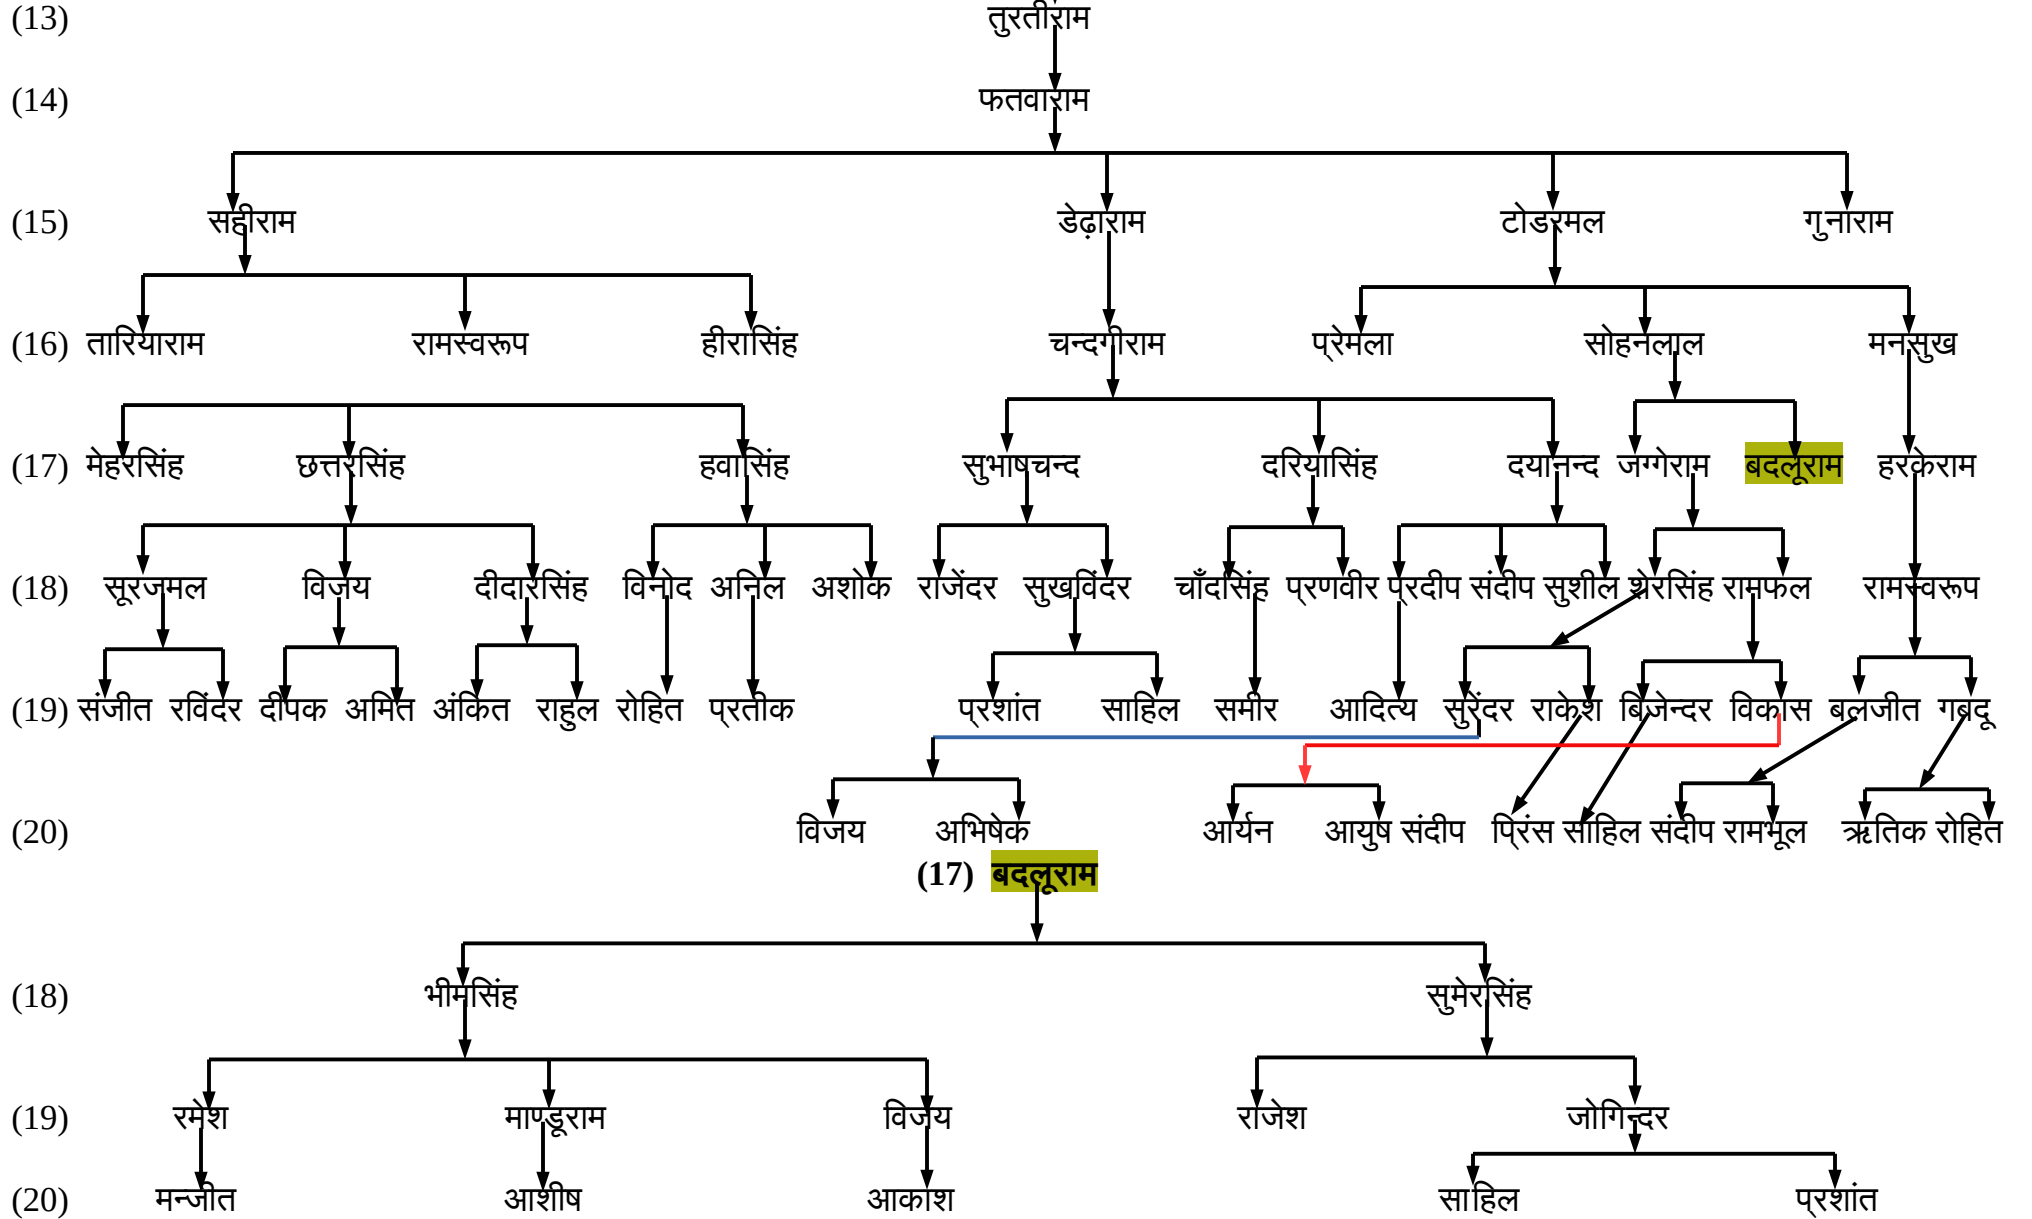 (13) तुरतीराम
(14) फतवाराम
(15) सहीराम डेढ़ाराम टोडरमल गुनाराम
(16) तारियाराम रामस्वरूप हीरासिंह चन्दगीराम प्रेमला सोहनलाल मनसुख
(17) मेहरसिंह छत्तरसिंह हवासिंह सुभाषचन्द दरियासिंह दयानन्द जग्गेराम बदलूराम हरकेराम
(18) सूरजमल विजय दीदारसिंह विनोद अनिल अशोक राजेंदर सुखविंदर चाँदसिंह प्रणवीर प्रदीप संदीप सुशील शेरसिंह रामफल रामस्वरूप
(19) संजीत रविंदर दीपक अमित अंकित राहुल रोहित प्रतीक प्रशांत साहिल समीर आदित्य सुरेंदर राकेश बिजेन्दर विकास बलजीत गबदू
(20) विजय अभिषेक आर्यन आयुष संदीप प्रिंस साहिल संदीप रामभूल ऋतिक रोहित
(17) बदलूराम
(18) भीमसिंह सुमेरसिंह
(19) रमेश माण्डूराम विजय राजेश जोगिन्दर
(20) मन्जीत आशीष आकाश साहिल प्रशांत